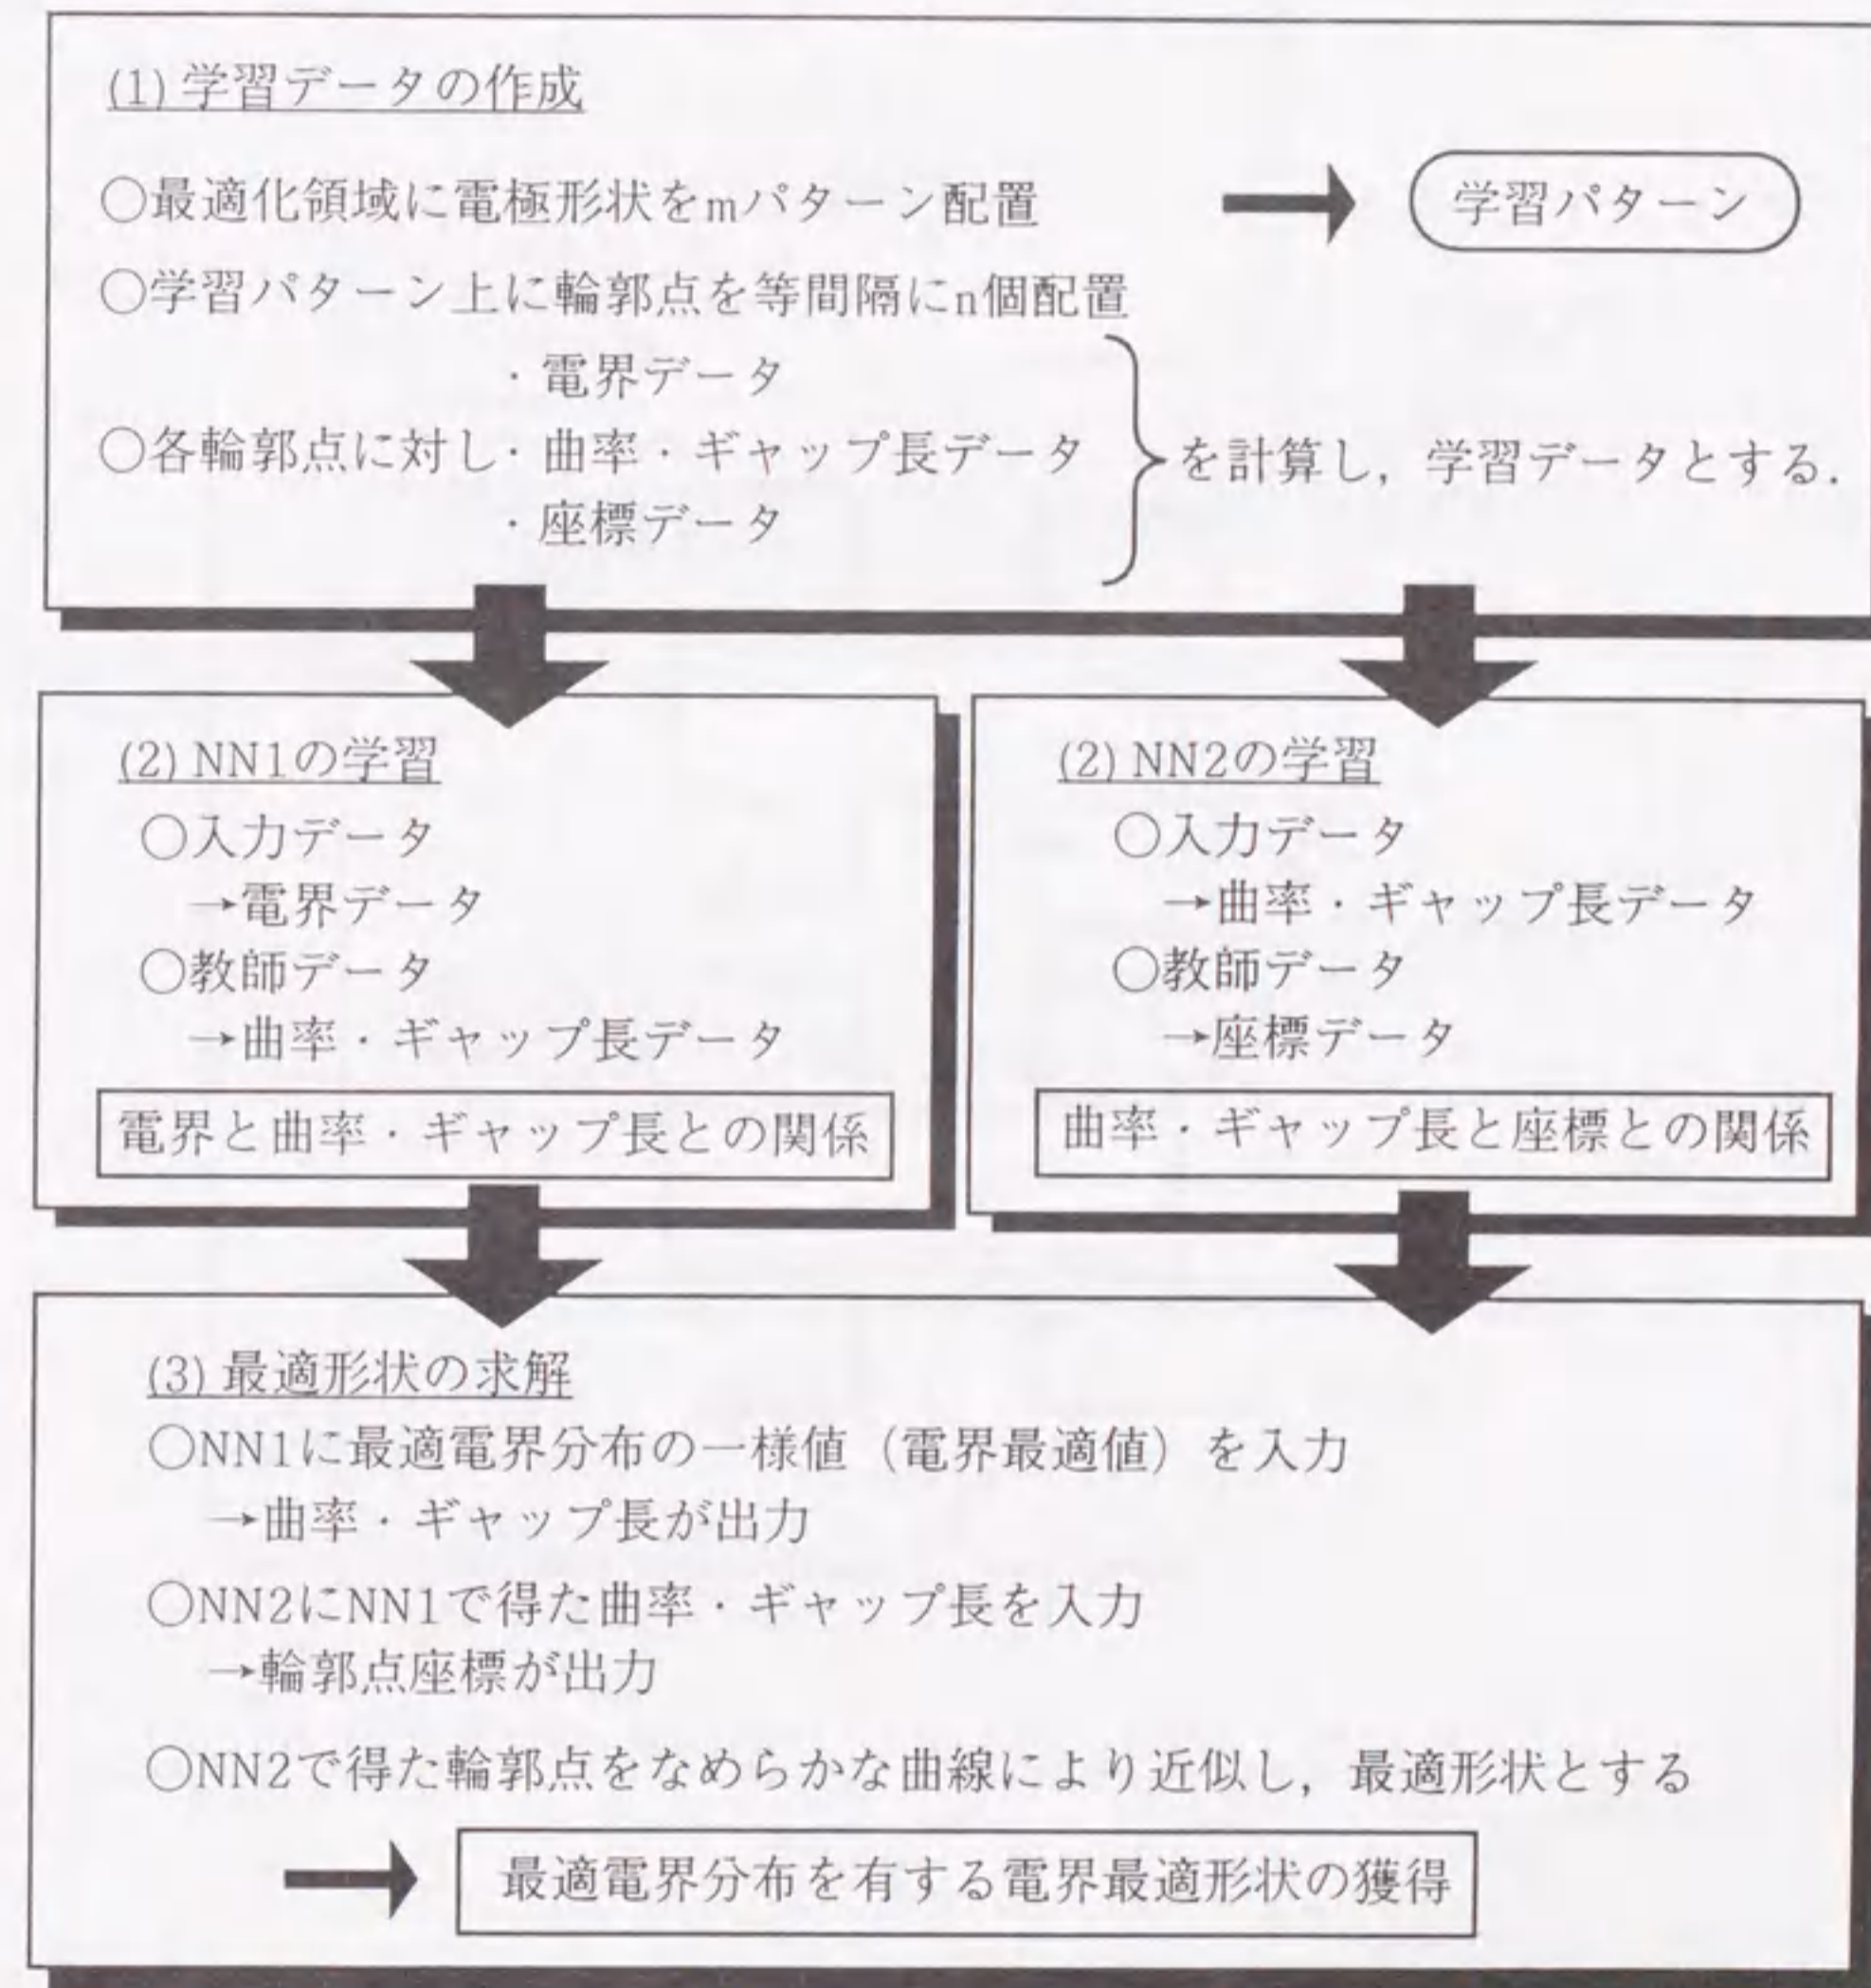 (1) 学習データの作成
○最適化領域に電極形状をmパターン配置
学習パターン
○学習パターン上に輪郭点を等間隔にn個配置
・電界データ
○各輪郭点に対し・曲率・ギャップ長データ
を計算し，学習データとする．
・座標データ
(2) NN1の学習
○入力データ
→電界データ
○教師データ
→曲率・ギャップ長データ
電界と曲率・ギャップ長との関係
(2) NN2の学習
○入力データ
→曲率・ギャップ長データ
○教師データ
→座標データ
曲率・ギャップ長と座標との関係
(3) 最適形状の求解
○NN1に最適電界分布の一様値（電界最適値）を入力
→曲率・ギャップ長が出力
○NN2にNN1で得た曲率・ギャップ長を入力
→輪郭点座標が出力
○NN2で得た輪郭点をなめらかな曲線により近似し，最適形状とする
最適電界分布を有する電界最適形状の獲得